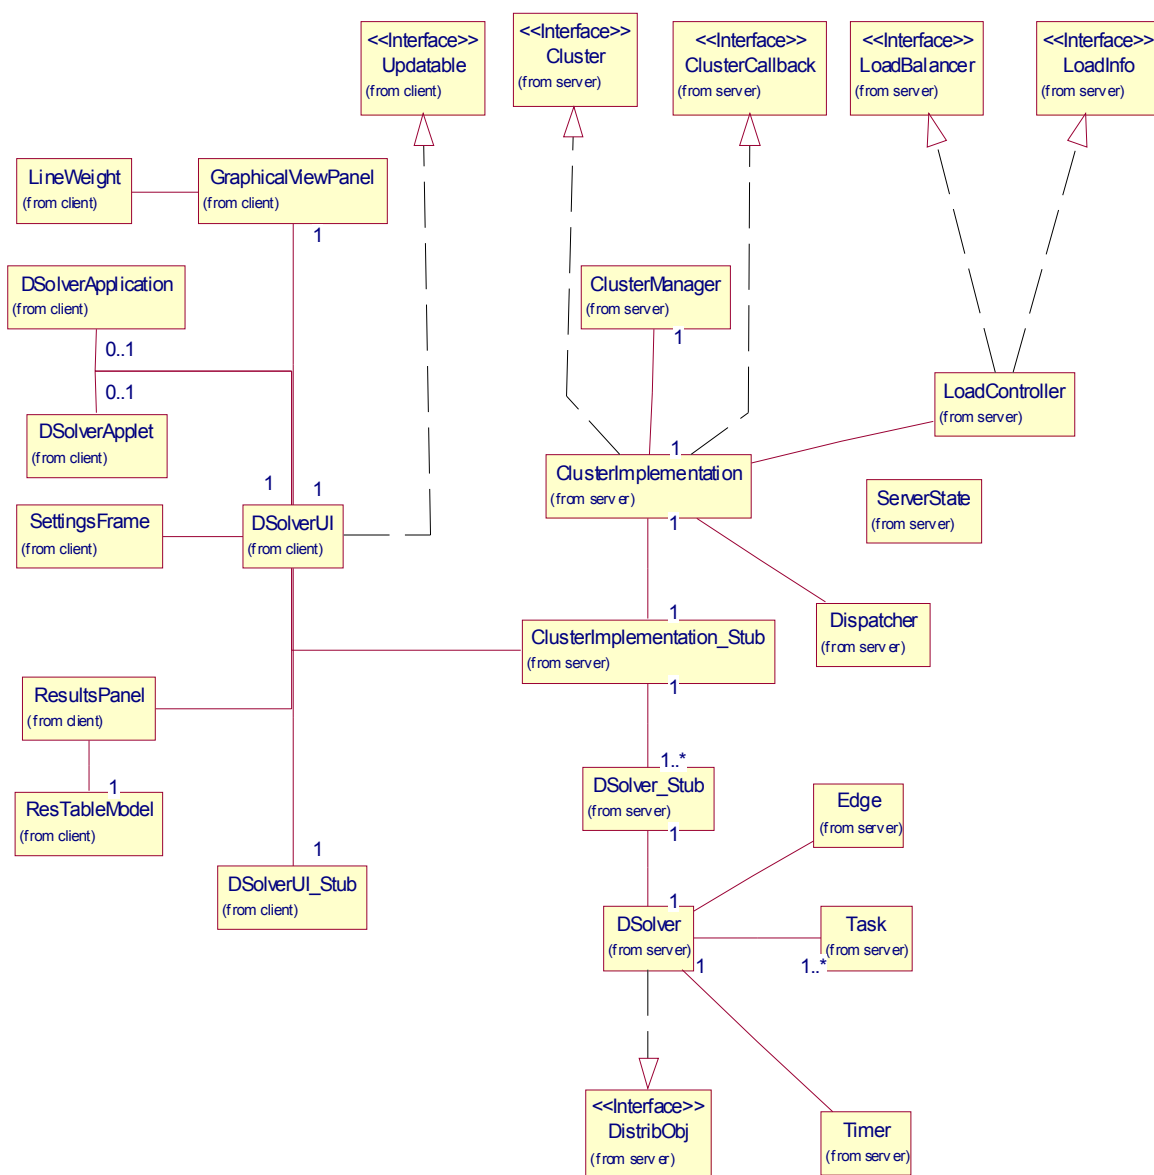 <<Interface>>
Updatable
(from client)
<<Interface>>
Cluster
(from server)
<<Interface>>
ClusterCallback
(from server)
<<Interface>>
LoadBalancer
(from server)
<<Interface>>
LoadInfo
(from server)
LineWeight
(from client)
GraphicalViewPanel
(from client)
1
DSolverApplication
(from client)
0..1
0..1
DSolverApplet
(from client)
ClusterManager
(from server)
1
LoadController
(from server)
1
ClusterImplementation
(from server)
1
ServerState
(from server)
1
1
SettingsFrame
(from client)
DSolverUI
(from client)
Dispatcher
(from server)
1
ClusterImplementation_Stub
(from server)
1
ResultsPanel
(from client)
1
ResTableModel
(from client)
1..*
DSolver_Stub
(from server)
1
Edge
(from server)
1
DSolverUI_Stub
(from client)
1
DSolver
(from server)
1
1..*
Task
(from server)
<<Interface>>
DistribObj
(from server)
Timer
(from server)